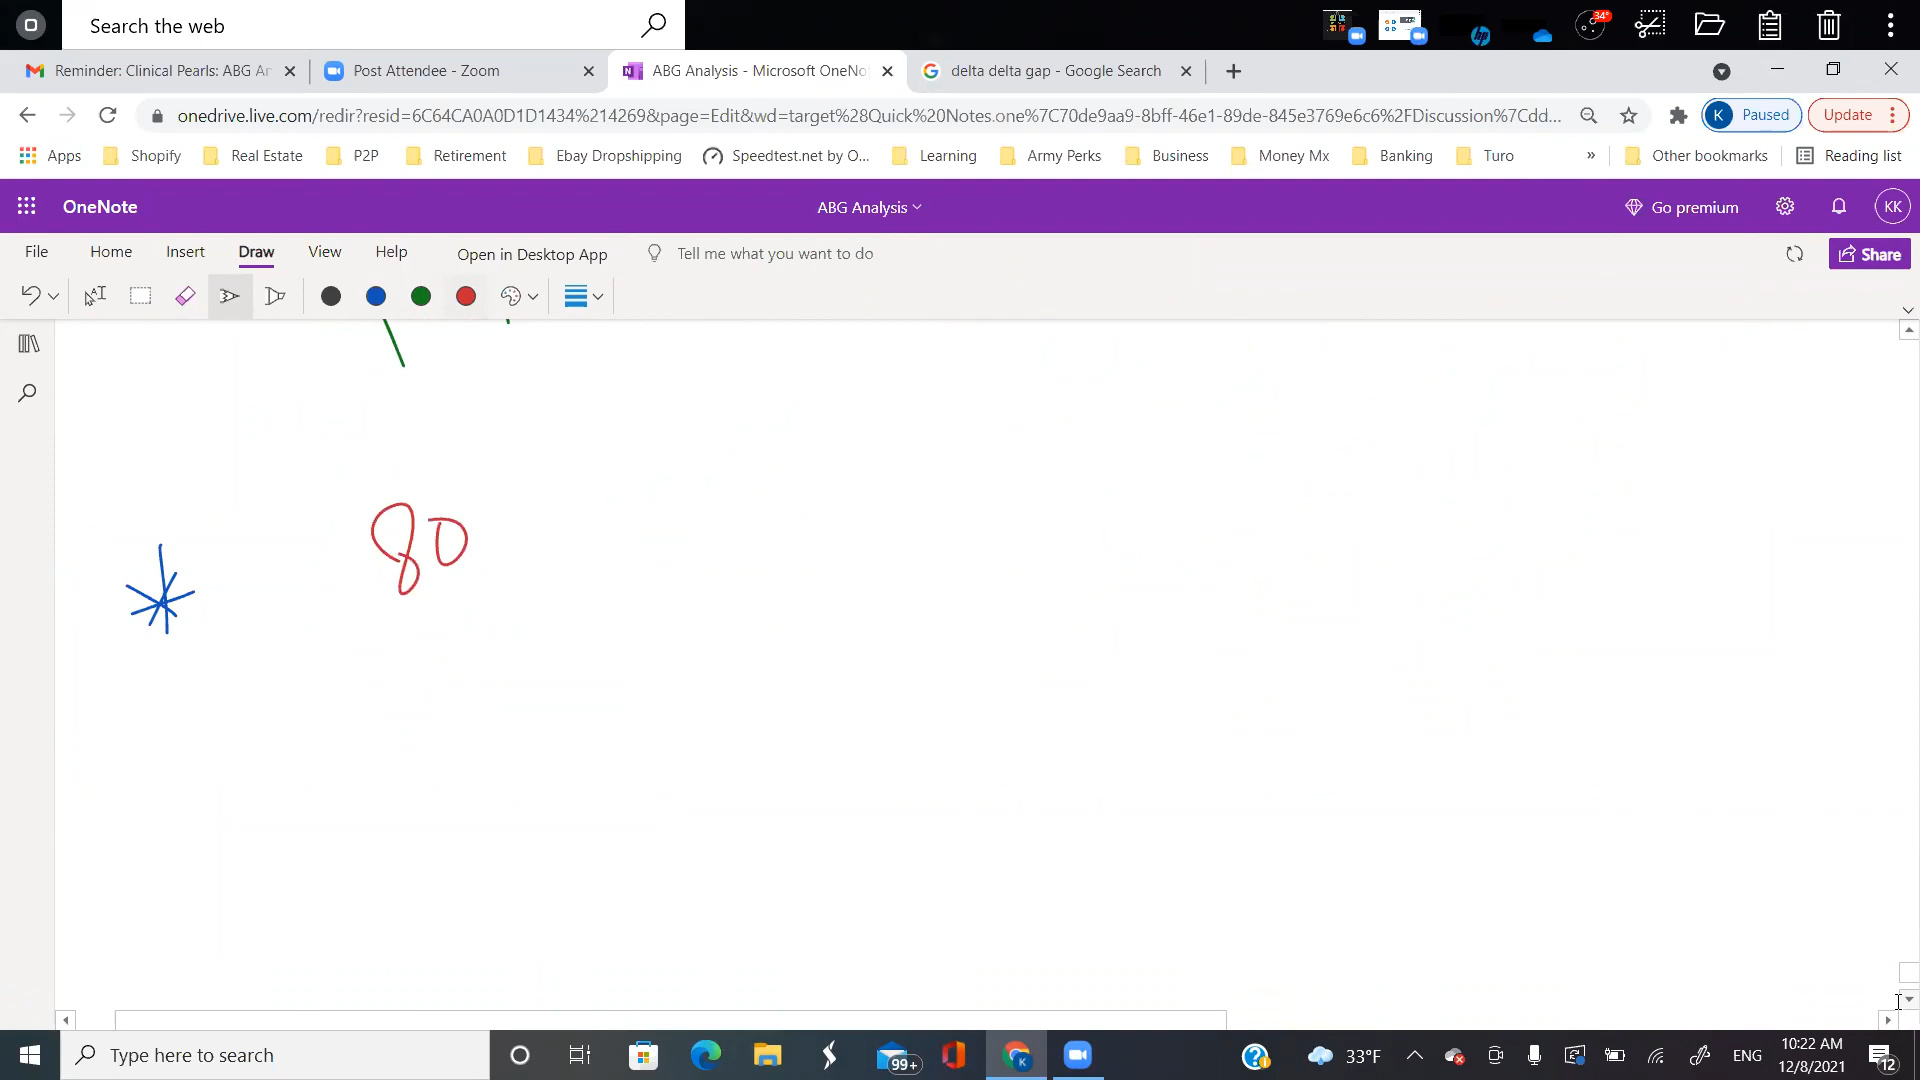 Search the web
34°
Reminder: Clinical Pearls: ABG Ar
Post Attendee - Zoom
ABG Analysis - Microsoft OneNo
delta delta gap - Google Search
onedrive.live.com/redir?resid=6C64CA0A0D1D1434%214269&page=Edit&wd=target%28Quick%20Notes.one%7C70de9aa9-8bff-46e1-89de-845e3769e6c6%2FDiscussion%7Cdd...
K Paused
Update
Apps Shopify Real Estate P2P Retirement Ebay Dropshipping Speedtest.net by O... Learning Army Perks Business Money Mx Banking Turo » Other bookmarks Reading list
OneNote
ABG Analysis
Go premium
KK
File Home Insert Draw View Help Open in Desktop App Tell me what you want to do
Share
80
Type here to search
99+
33°F
ENG
10:22 AM
12/8/2021
12